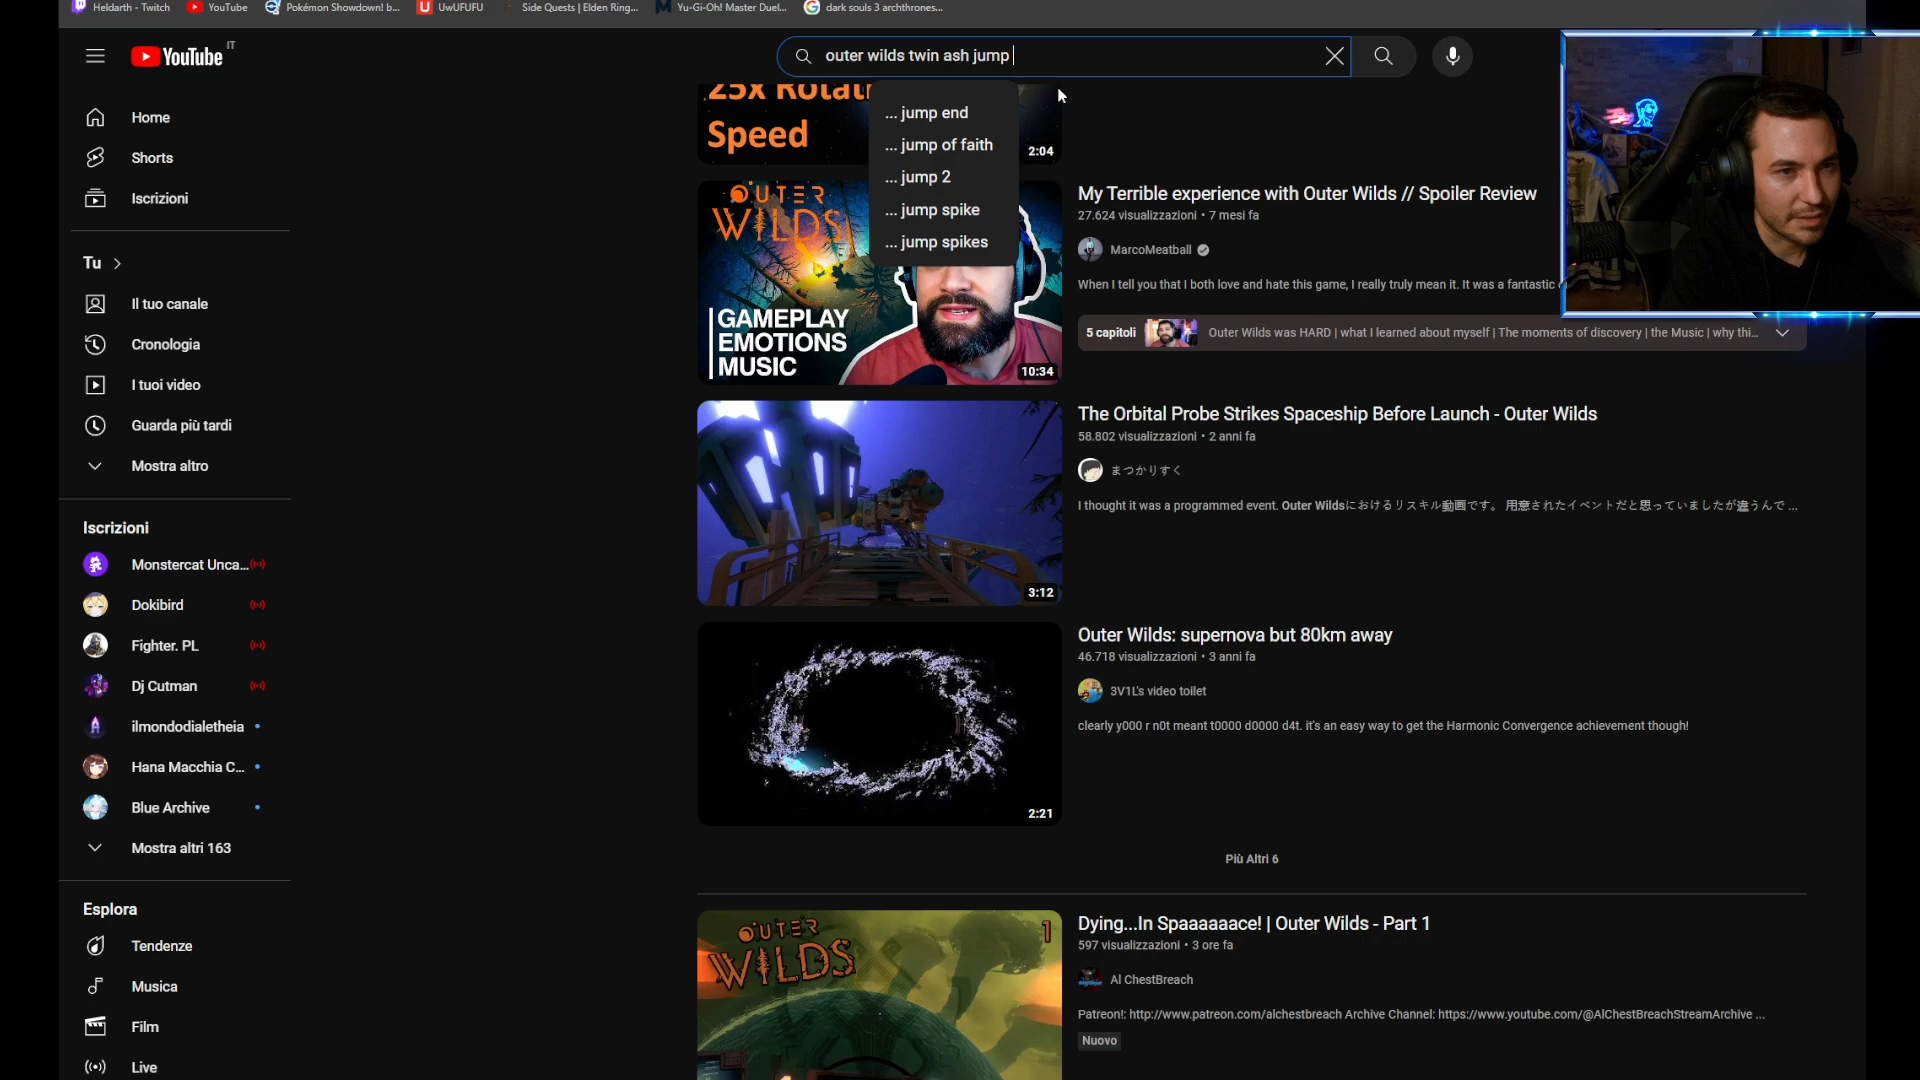 Heldarth - Twitch
YouTube
Pokémon Showdown! b...
UwUFUFU
Side Quests | Elden Ring...
Yu-Gi-Oh! Master Duel...
dark souls 3 archthrones...
YouTube IT
outer wilds twin ash jump
... jump end
... jump of faith
... jump 2
... jump spike
... jump spikes
Home
Shorts
Iscrizioni
Tu
Il tuo canale
Cronologia
I tuoi video
Guarda più tardi
Mostra altro
Iscrizioni
Monstercat Unca...
Dokibird
Fighter. PL
Dj Cutman
ilmondodialetheia
Hana Macchia C...
Blue Archive
Mostra altri 163
Esplora
Tendenze
Musica
Film
Live
Speed
2:04
OUTER
WILDS
GAMEPLAY
EMOTIONS
MUSIC
10:34
My Terrible experience with Outer Wilds // Spoiler Review
27.624 visualizzazioni • 7 mesi fa
MarcoMeatball
When I tell you that I both love and hate this game, I really truly mean it. It was a fantastic
5 capitoli
Outer Wilds was HARD | what I learned about myself | The moments of discovery | the Music | why thi...
3:12
The Orbital Probe Strikes Spaceship Before Launch - Outer Wilds
58.802 visualizzazioni • 2 anni fa
まつかりすく
I thought it was a programmed event. Outer Wildsにおけるリスキル動画です。 用意されたイベントだと思っていましたが違うんで ...
2:21
Outer Wilds: supernova but 80km away
46.718 visualizzazioni • 3 anni fa
3V1L's video toilet
clearly y000 r n0t meant t0000 d0000 d4t. it's an easy way to get the Harmonic Convergence achievement though!
Più Altri 6
OUTER
WILDS
1
Dying...In Spaaaaaace! | Outer Wilds - Part 1
597 visualizzazioni • 3 ore fa
Al ChestBreach
Patreon!: http://www.patreon.com/alchestbreach Archive Channel: https://www.youtube.com/@AlChestBreachStreamArchive ...
Nuovo